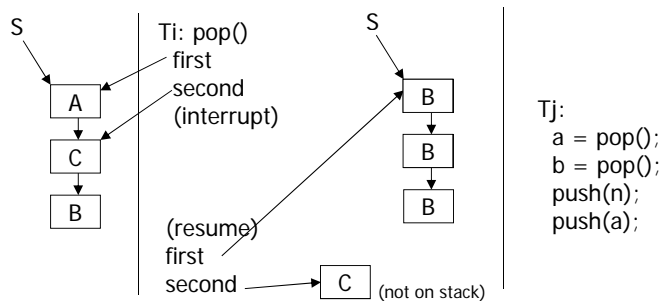 S
A
C
B
Ti: pop()
first
second
(interrupt)
(resume)
first
second
C
(not on stack)
S
B
B
B
Tj:
a = pop();
b = pop();
push(n);
push(a);